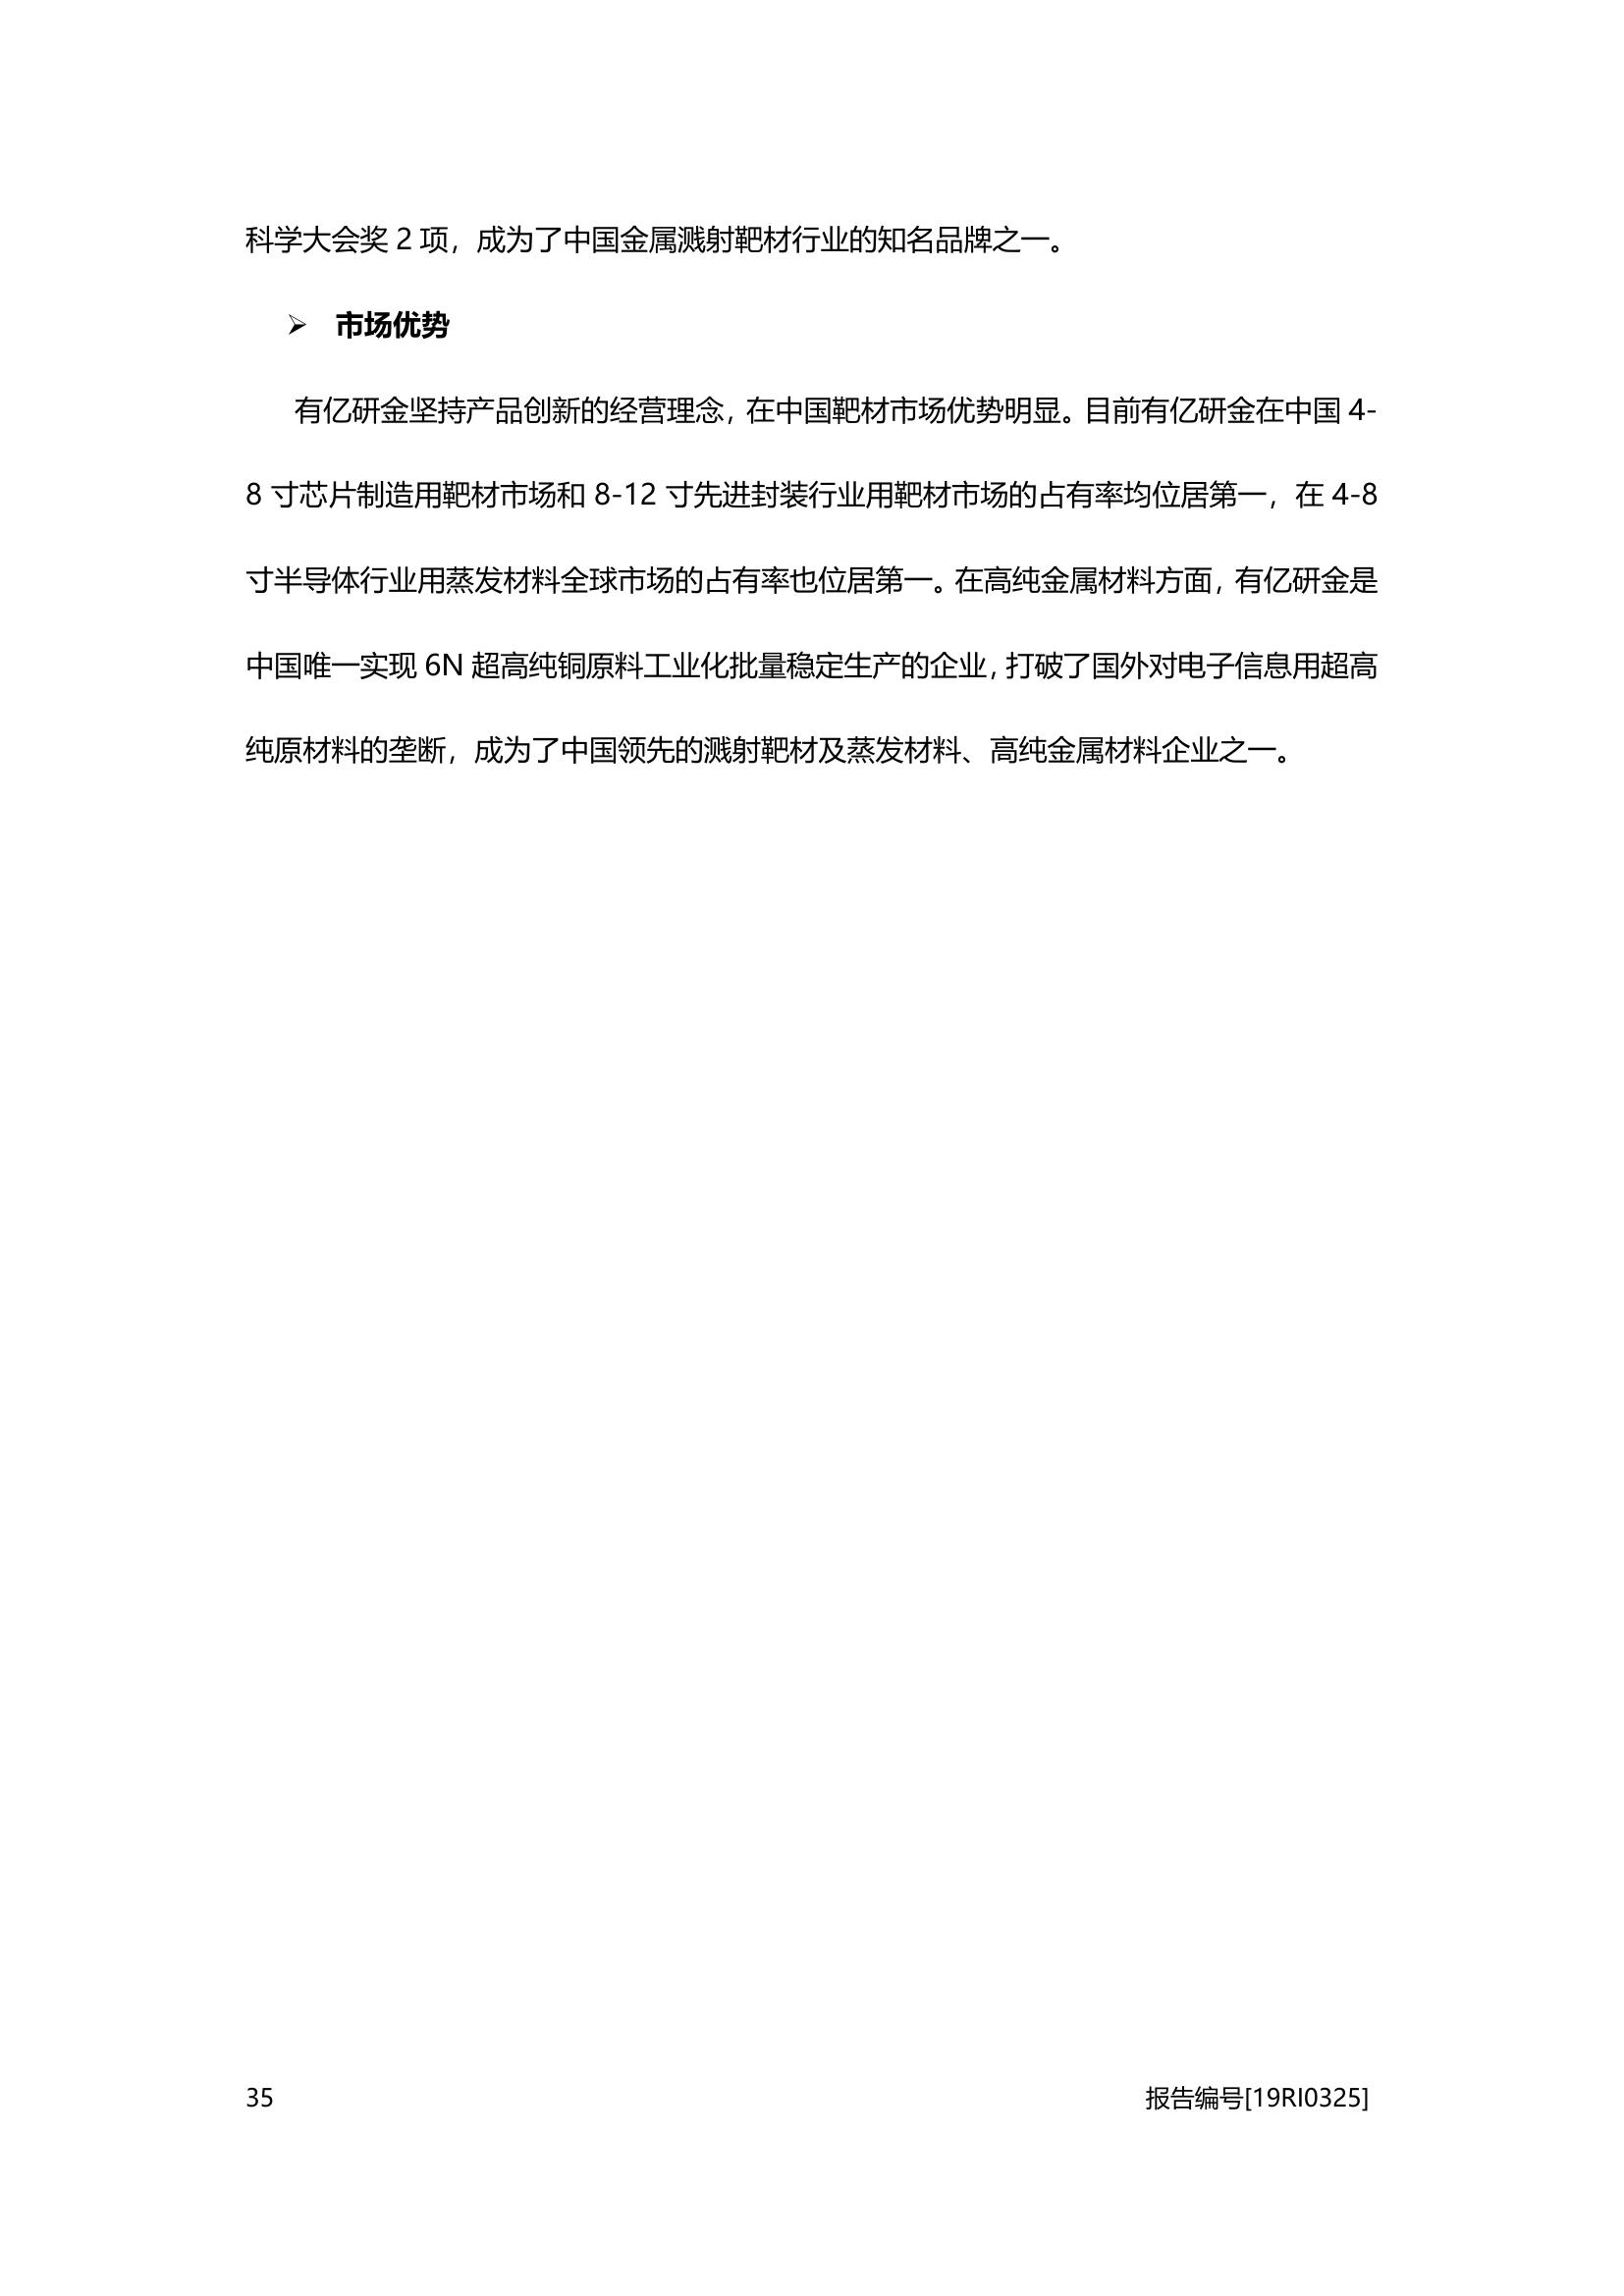 科学大会奖 2 项，成为了中国金属溅射靶材行业的知名品牌之一。
➢ 市场优势
有亿研金坚持产品创新的经营理念，在中国靶材市场优势明显。目前有亿研金在中国 4-
8 寸芯片制造用靶材市场和 8-12 寸先进封装行业用靶材市场的占有率均位居第一，在 4-8
寸半导体行业用蒸发材料全球市场的占有率也位居第一。在高纯金属材料方面，有亿研金是
中国唯一实现 6N 超高纯铜原料工业化批量稳定生产的企业，打破了国外对电子信息用超高
纯原材料的垄断，成为了中国领先的溅射靶材及蒸发材料、高纯金属材料企业之一。
35
报告编号[19RI0325]